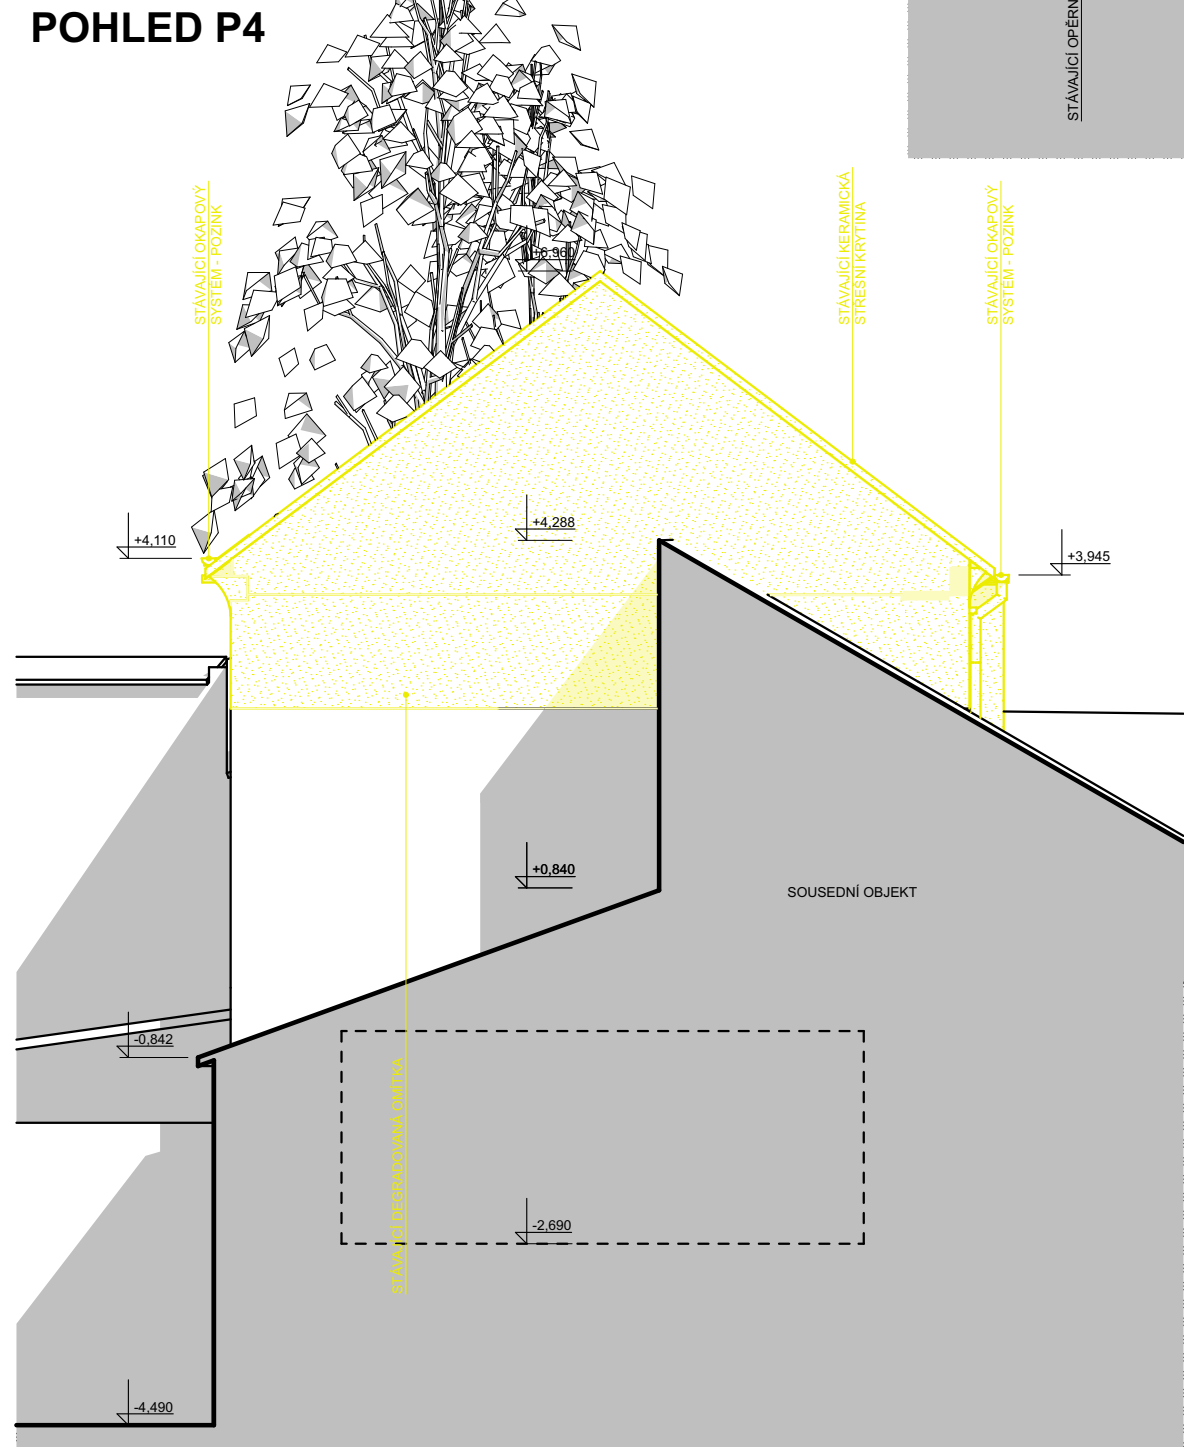 POHLED P4
STÁVAJÍCÍ OPĚRN
STÁVAJÍCÍ OKAPOVÝ
SYSTÉM - POZINK
STÁVAJÍCÍ KERAMICKÁ
STŘEŠNÍ KRYTINA
STÁVAJÍCÍ OKAPOVÝ
SYSTÉM - POZINK
+6,960
+4,288
+4,110
+3,945
+0,840
SOUSEDNÍ OBJEKT
-0,842
STÁVAJÍCÍ DEGRADOVANÁ OMÍTKA
-2,690
-4,490